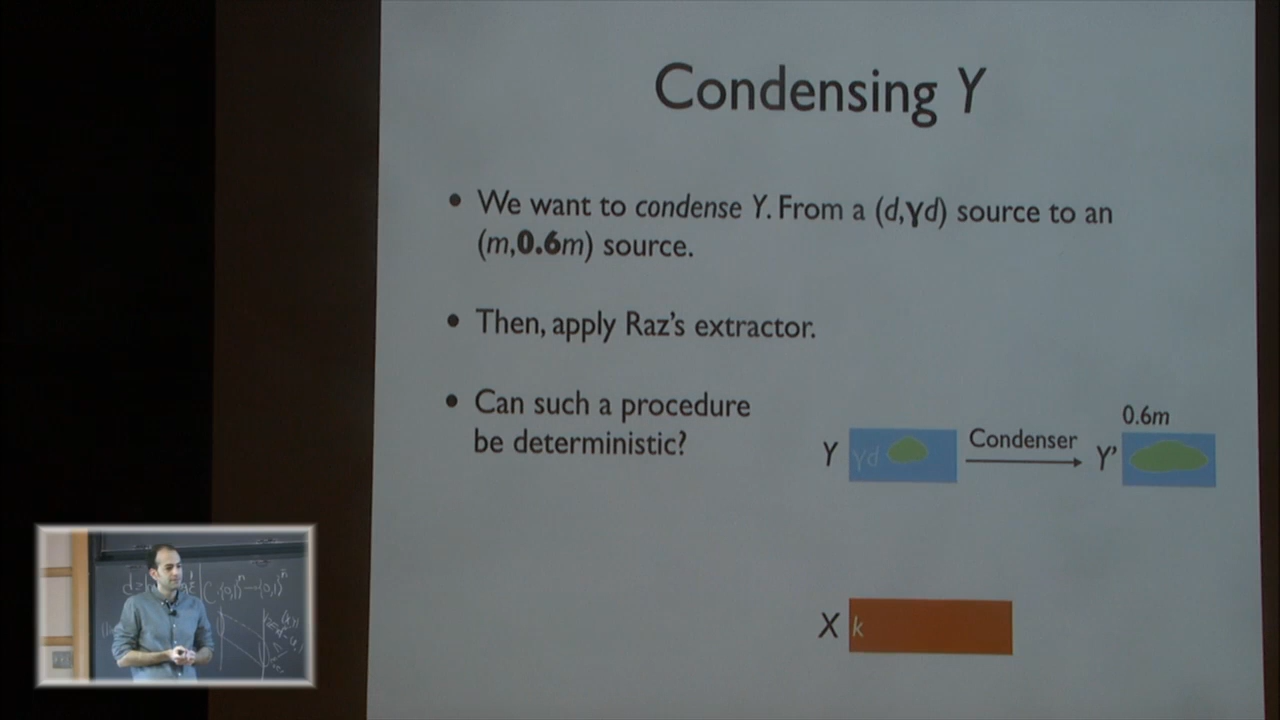 Condensing Y
• We want to condense Y. From a (d,γd) source to an
(m,0.6m) source.
• Then, apply Raz's extractor.
• Can such a procedure
be deterministic?
0.6m
Y γd Condenser Y'
X k